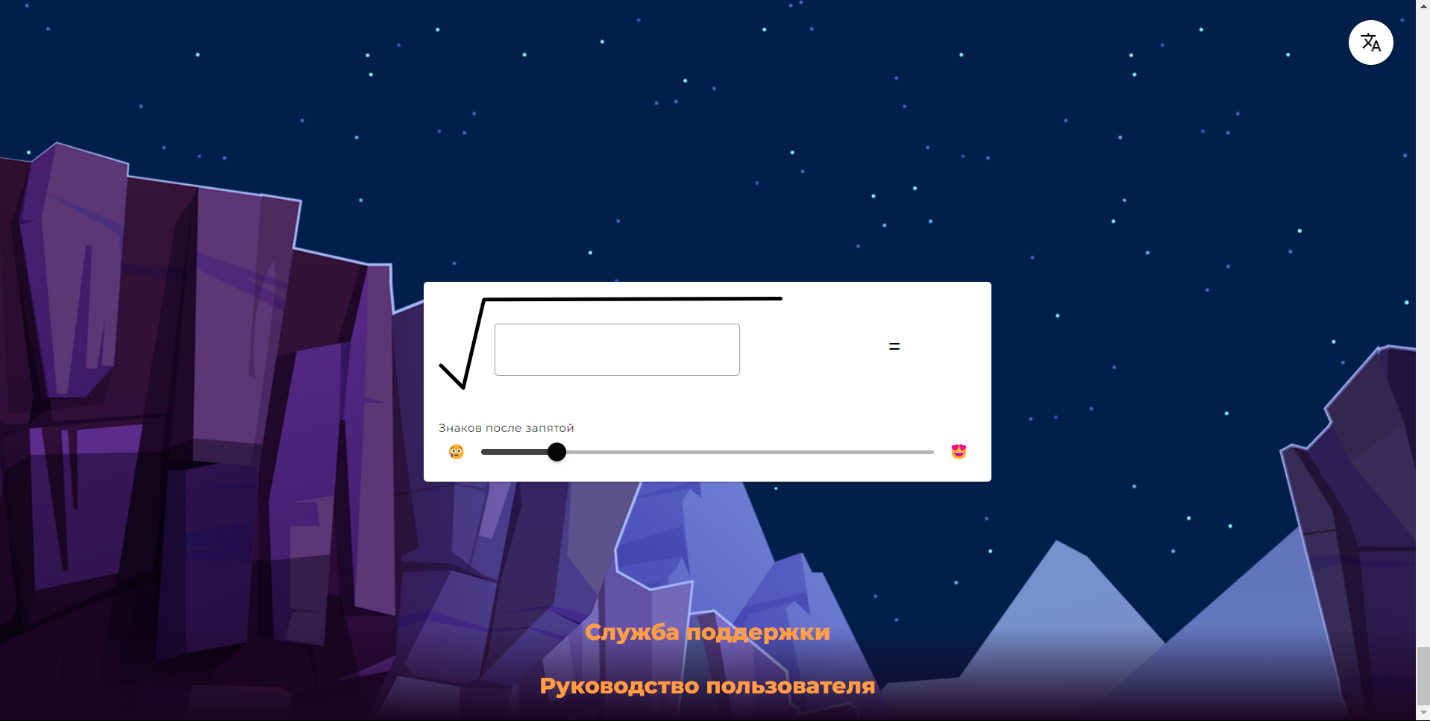 =
Знаков после запятой
Служба поддержки
Руководство пользователя